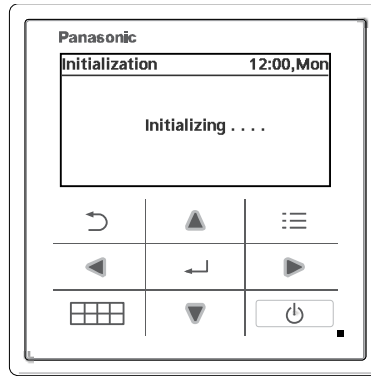 Panasonic
Initialization 12:00,Mon
Initializing . . . .